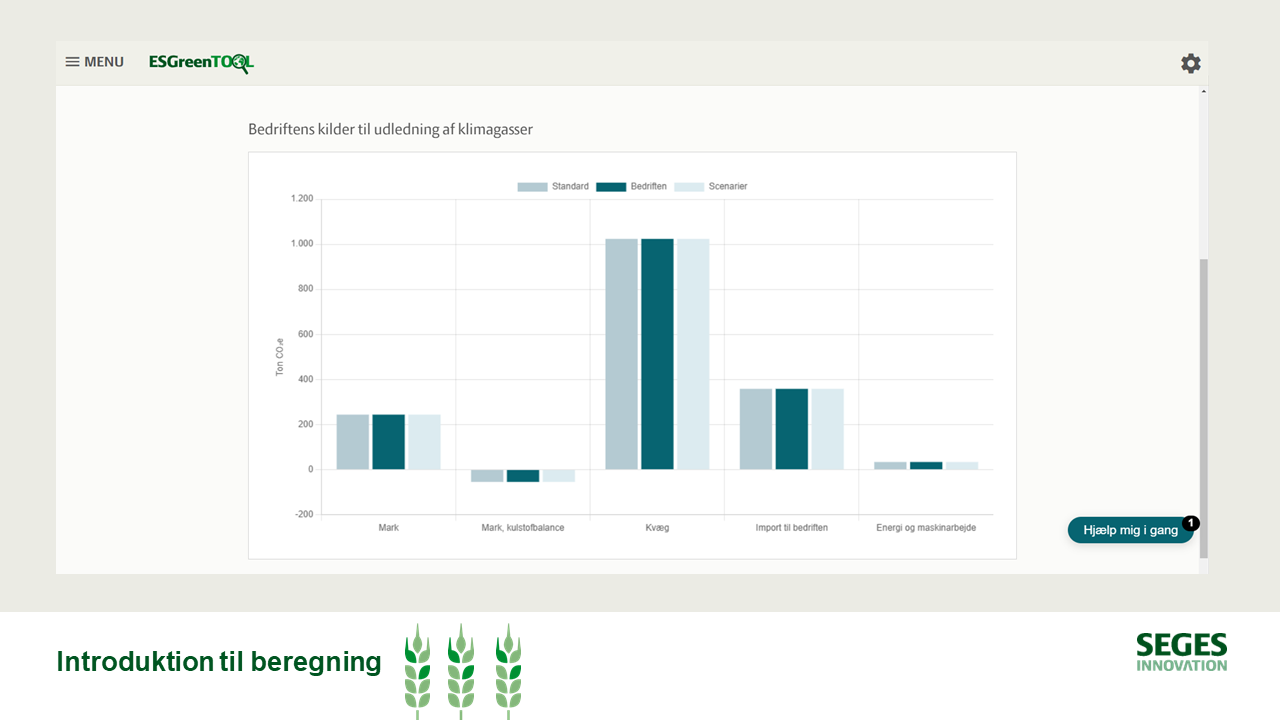 MENU
ESGreenTOOL
Bedriftens kilder til udledning af klimagasser
Standard Bedriften Scenarier
1.200
1.000
800
600
400
200
0
-200
Ton CO₂e
Mark Mark, kulstofbalance Kvæg Import til bedriften Energi og maskinarbejde
Hjælp mig i gang 1
Introduktion til beregning
SEGES
INNOVATION